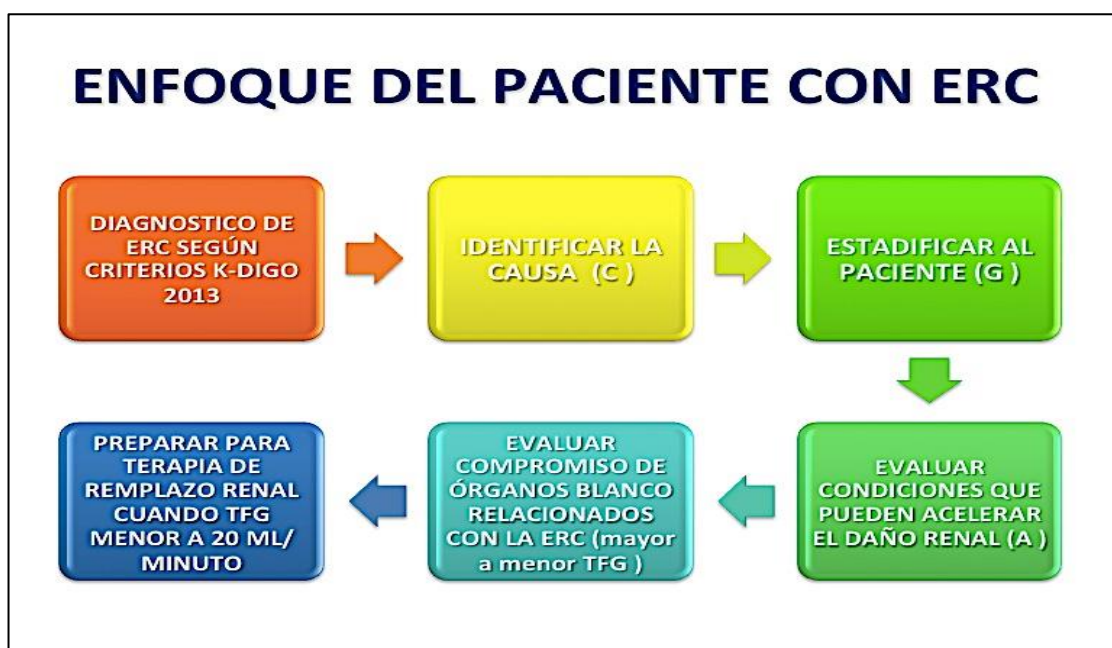 ENFOQUE DEL PACIENTE CON ERC
DIAGNOSTICO DE
ERC SEGÚN
CRITERIOS K-DIGO
2013
IDENTIFICAR LA
CAUSA (C )
ESTADIFICAR AL
PACIENTE (G )
EVALUAR
CONDICIONES QUE
PUEDEN ACELERAR
EL DAÑO RENAL (A )
EVALUAR
COMPROMISO DE
ÓRGANOS BLANCO
RELACIONADOS
CON LA ERC (mayor
a menor TFG )
PREPARAR PARA
TERAPIA DE
REMPLAZO RENAL
CUANDO TFG
MENOR A 20 ML/
MINUTO